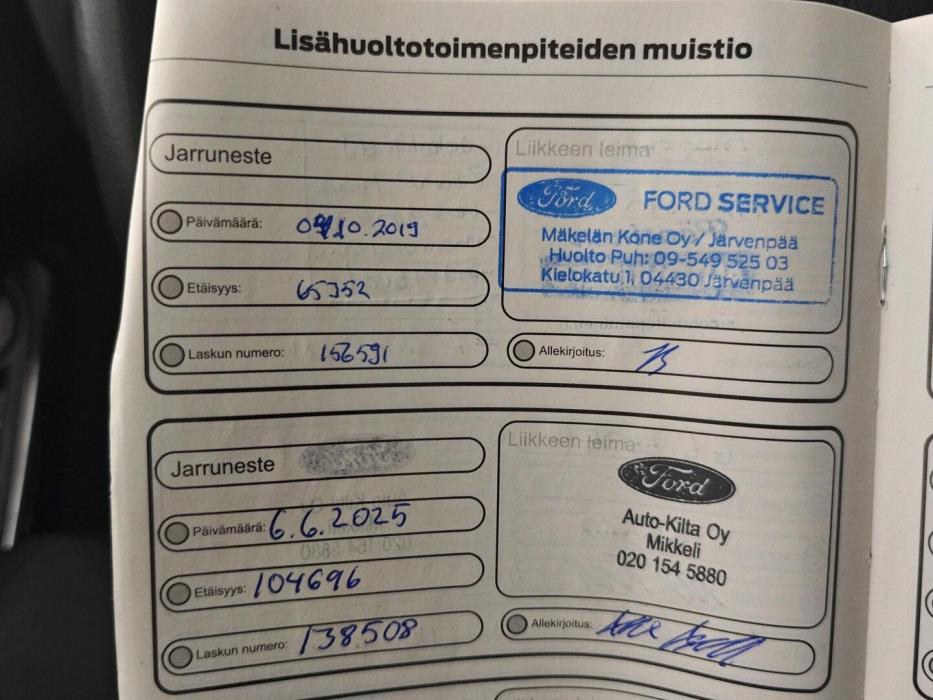 Lisähuoltotoimenpiteiden muistio
Jarruneste
Päivämäärä: 10.2019
Etäisyys: 65352
Laskun numero: 156591
Liikkeen leima
Ford FORD SERVICE
Mäkelän Kone Oy / Järvenpää
Huolto Puh: 09-549 525 03
Kielokatu 1, 04430 Järvenpää
Allekirjoitus:
Jarruneste
Päivämäärä: 6.6.2025
Etäisyys: 104696
Laskun numero: 138508
Liikkeen leima
Ford
Auto-Kilta Oy
Mikkeli
020 154 5880
Allekirjoitus: